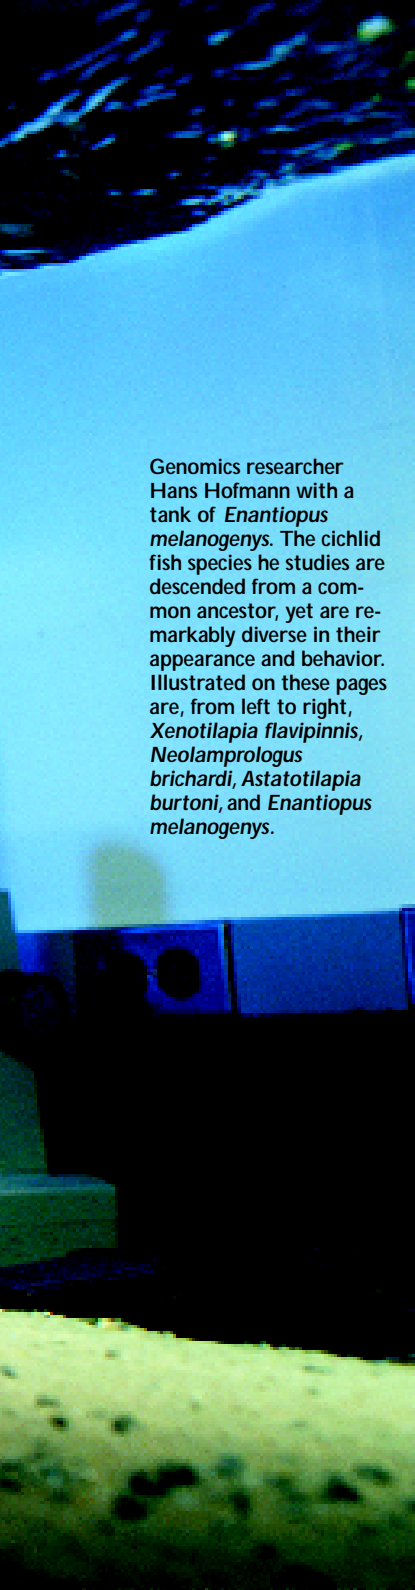 Genomics researcher
Hans Hofmann with a
tank of Enantiopus
melanogenys. The cichlid
fish species he studies are
descended from a com-
mon ancestor, yet are re-
markably diverse in their
appearance and behavior.
Illustrated on these pages
are, from left to right,
Xenotilapia flavipinnis,
Neolamprologus
brichardi, Astatotilapia
burtoni, and Enantiopus
melanogenys.